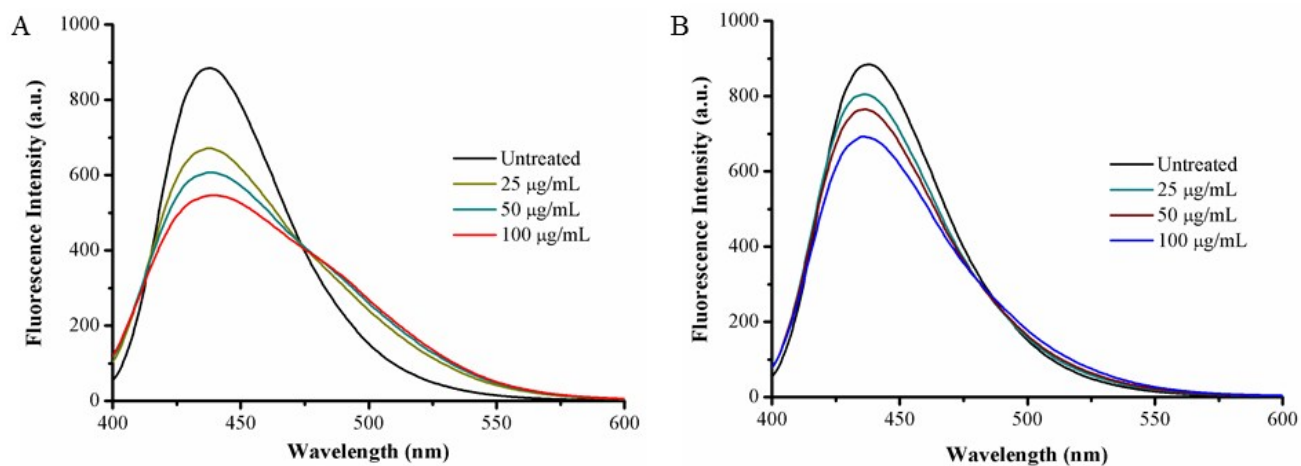 A
1000
800
600
400
200
0
Fluorescence Intensity (a.u.)
Untreated
25 μg/mL
50 μg/mL
100 μg/mL
400 450 500 550 600
Wavelength (nm)
B
1000
800
600
400
200
0
Fluorescence Intensity (a.u.)
Untreated
25 μg/mL
50 μg/mL
100 μg/mL
400 450 500 550 600
Wavelength (nm)